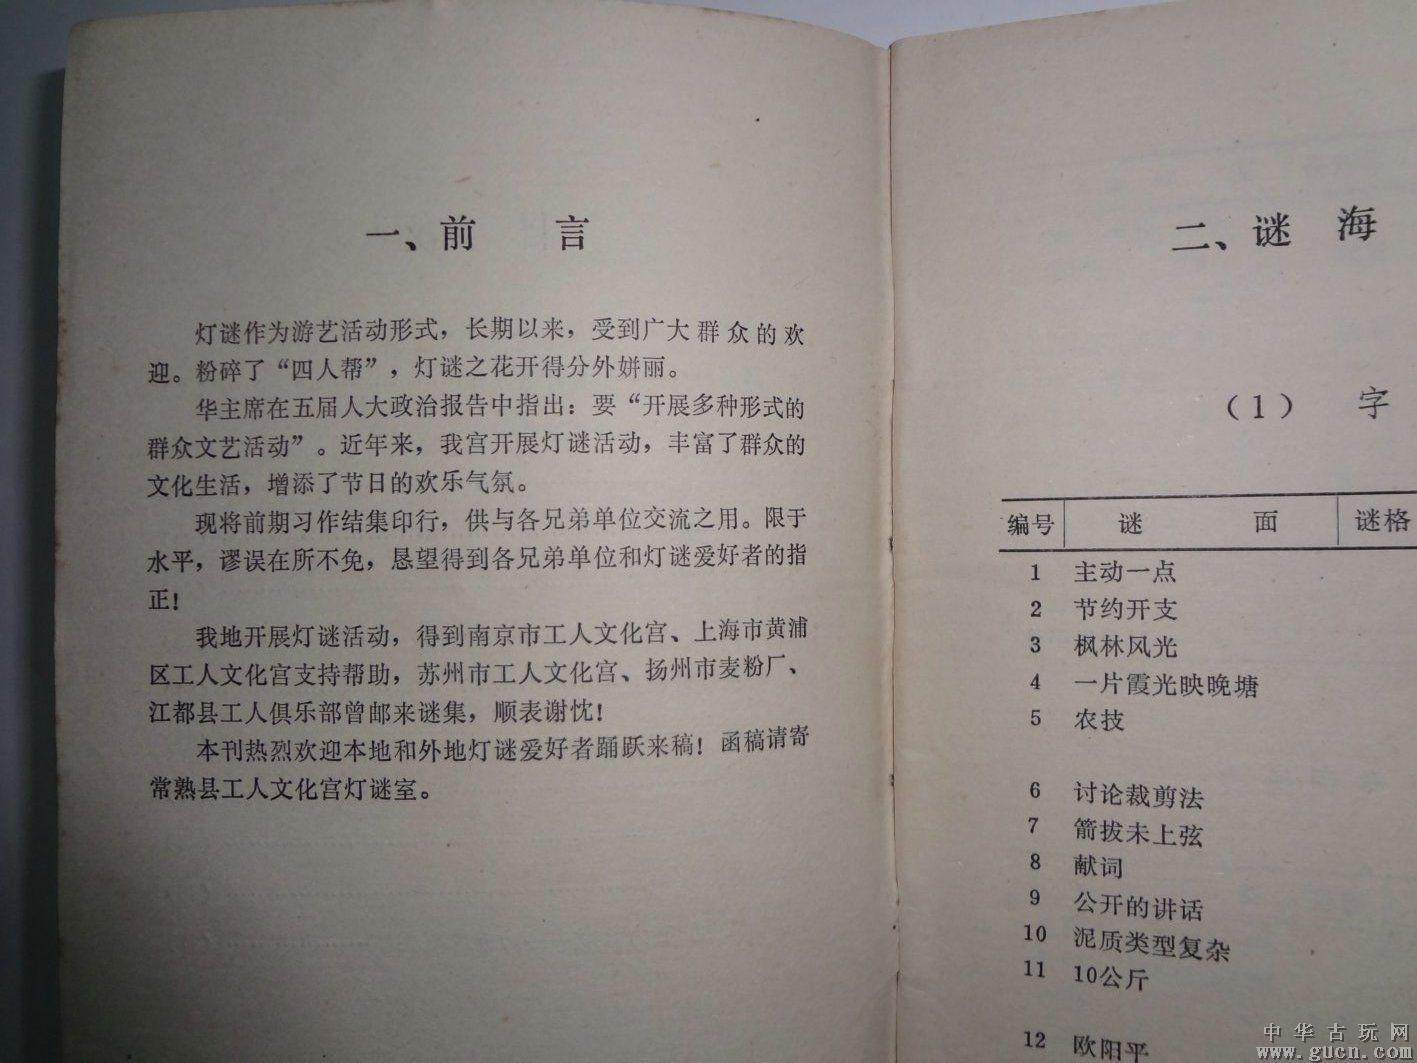 一、前 言
灯谜作为游艺活动形式，长期以来，受到广大群众的欢
迎。粉碎了“四人帮”，灯谜之花开得分外姘丽。
华主席在五届人大政治报告中指出：要“开展多种形式的
群众文艺活动”。近年来，我宫开展灯谜活动，丰富了群众的
文化生活，增添了节日的欢乐气氛。
现将前期习作结集印行，供与各兄弟单位交流之用。限于
水平，谬误在所不免，恳望得到各兄弟单位和灯谜爱好者的指
正！
我地开展灯谜活动，得到南京市工人文化宫、上海市黄浦
区工人文化宫支持帮助，苏州市工人文化宫、扬州市麦粉厂、
江都县工人俱乐部曾邮来谜集，顺表谢忱！
本刊热烈欢迎本地和外地灯谜爱好者踊跃来稿！函稿请寄
常熟县工人文化宫灯谜室。
二、谜 海
（1） 字
编号 谜 面 谜格
1 主动一点
2 节约开支
3 枫林风光
4 一片霞光映晚塘
5 农技
6 讨论裁剪法
7 箭拔未上弦
8 献词
9 公开的讲话
10 泥质类型复杂
11 10公斤
12 欧阳平
中华古玩网
www.gucn.com